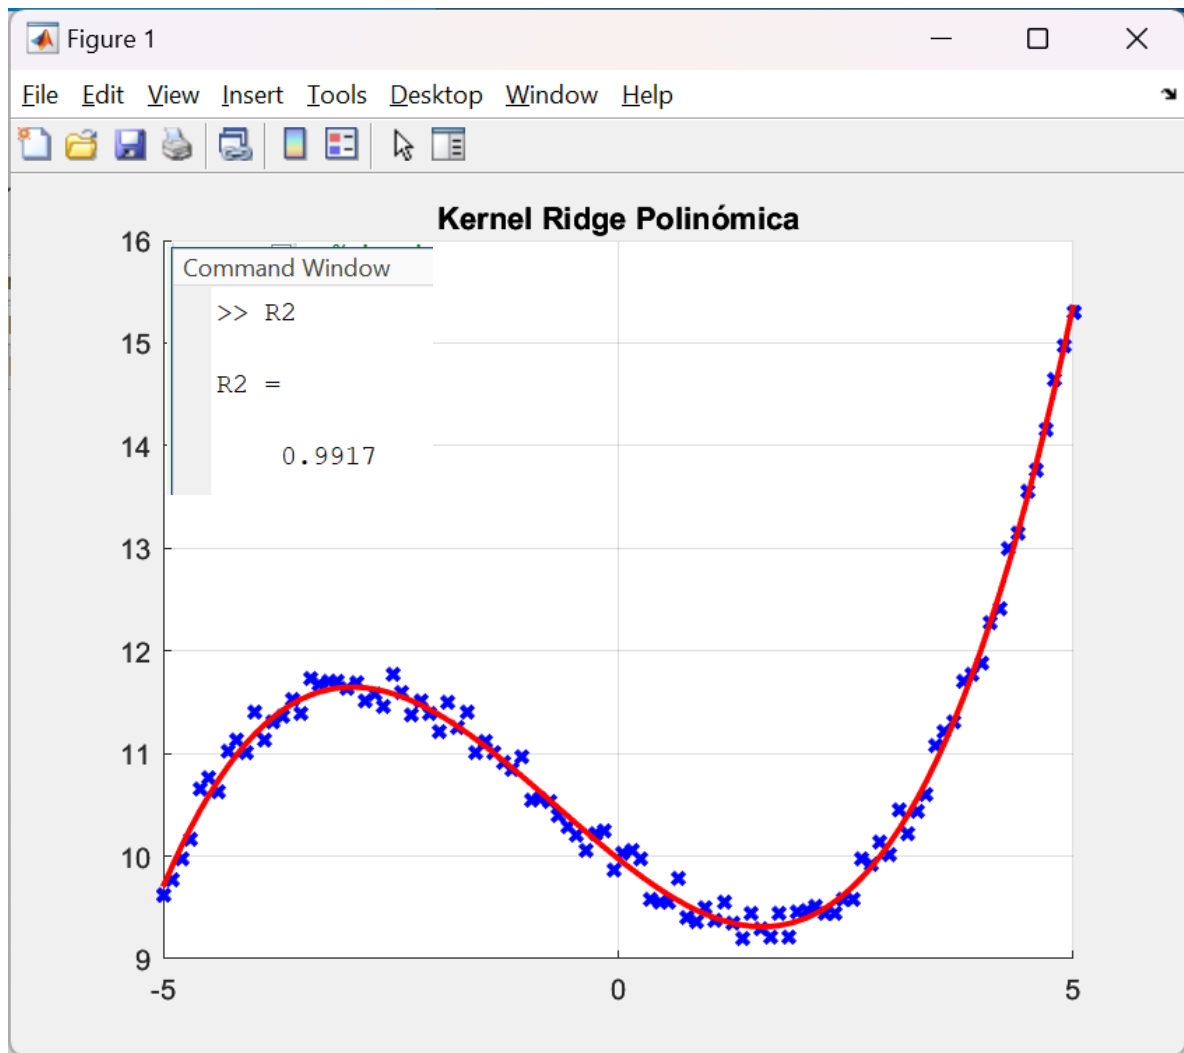 Figure 1
File Edit View Insert Tools Desktop Window Help
Kernel Ridge Polinómica
16
15
14
13
12
11
10
9
-5 0 5
Command Window
>> R2
R2 =
0.9917